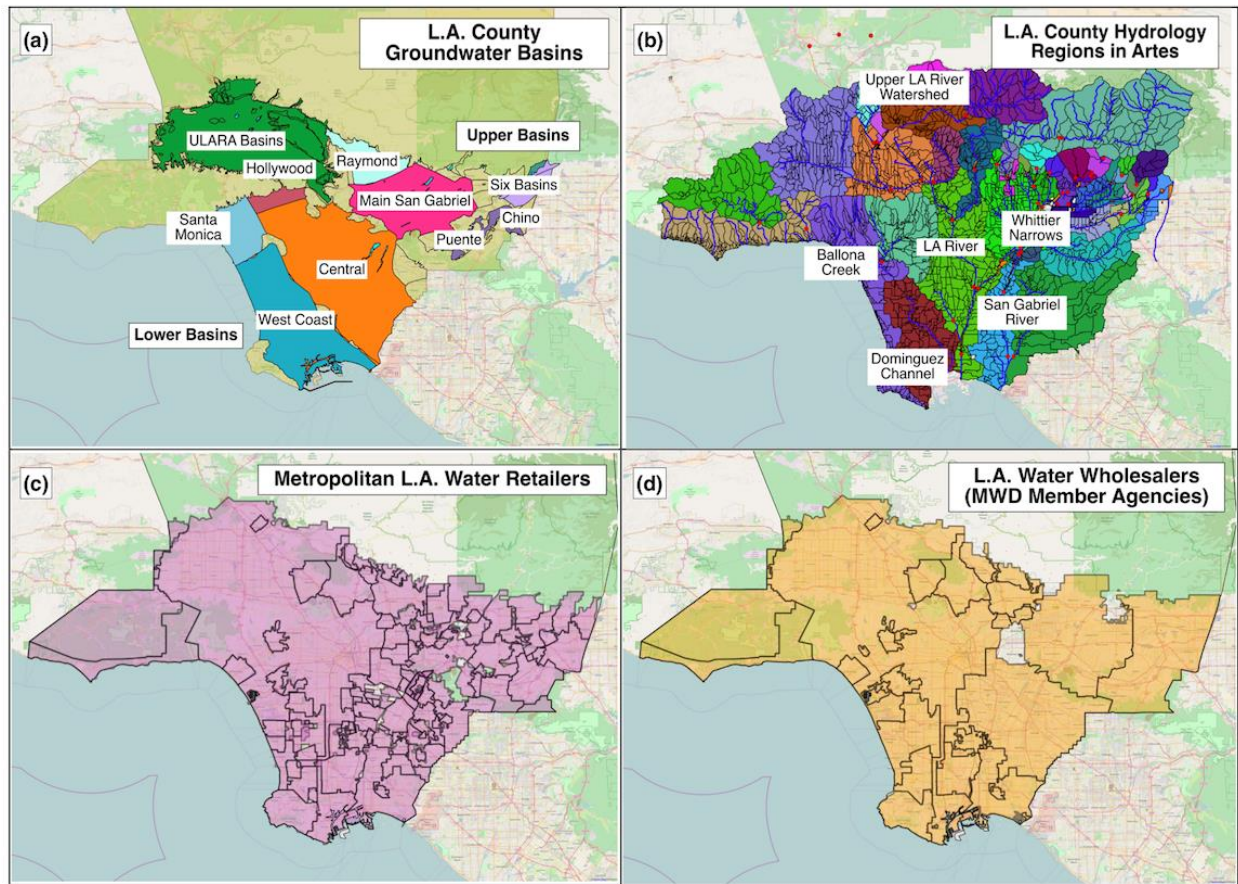 (a)
L.A. County
Groundwater Basins
ULARA Basins
Upper Basins
Hollywood
Raymond
Six Basins
Main San Gabriel
Santa
Monica
Chino
Puente
Central
West Coast
Lower Basins
(b)
L.A. County Hydrology
Regions in Artes
Upper LA River
Watershed
Whittier
Narrows
LA River
Ballona
Creek
San Gabriel
River
Dominguez
Channel
(c)
Metropolitan L.A. Water Retailers
(d)
L.A. Water Wholesalers
(MWD Member Agencies)